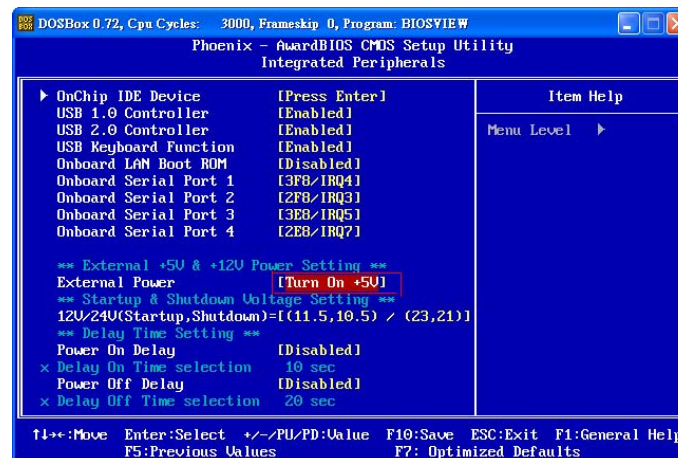 DOSBox 0.72, Cpu Cycles: 3000, Frameskip 0, Program: BIOSVIEW
Phoenix - AwardBIOS CMOS Setup Utility
Integrated Peripherals
▶ OnChip IDE Device [Press Enter]
USB 1.0 Controller [Enabled]
USB 2.0 Controller [Enabled]
USB Keyboard Function [Enabled]
Onboard LAN Boot ROM [Disabled]
Onboard Serial Port 1 [3F8/IRQ4]
Onboard Serial Port 2 [2F8/IRQ3]
Onboard Serial Port 3 [3E8/IRQ5]
Onboard Serial Port 4 [2E8/IRQ7]
** External +5V & +12V Power Setting **
External Power [Turn On +5V]
** Startup & Shutdown Voltage Setting **
12V/24V(Startup,Shutdown)=[(11.5,10.5) / (23,21)]
** Delay Time Setting **
Power On Delay [Disabled]
x Delay On Time selection 10 sec
Power Off Delay [Disabled]
x Delay Off Time selection 20 sec
Item Help
Menu Level ▶
↑↓→←:Move Enter:Select +/-/PU/PD:Value F10:Save ESC:Exit F1:General Help
F5:Previous Values F7: Optimized Defaults